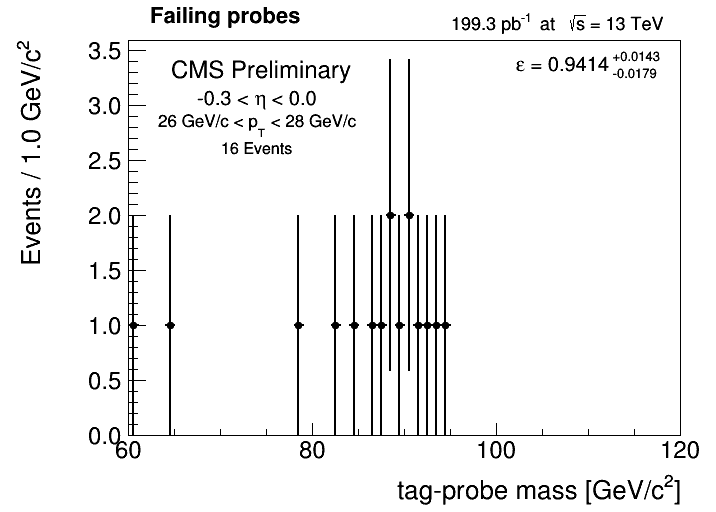 Failing probes
199.3 pb⁻¹ at √s = 13 TeV
CMS Preliminary
-0.3 < η < 0.0
26 GeV/c < p_T < 28 GeV/c
16 Events
ε = 0.9414 +0.0143 -0.0179
Events / 1.0 GeV/c²
3.5
3.0
2.5
2.0
1.5
1.0
0.5
0.0
60 80 100 120
tag-probe mass [GeV/c²]